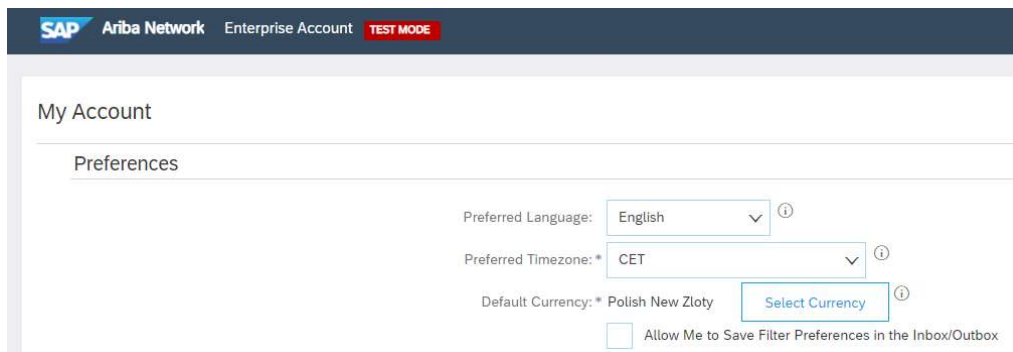 SAP Ariba Network Enterprise Account TEST MODE
My Account
Preferences
Preferred Language: English
Preferred Timezone: * CET
Default Currency: * Polish New Zloty Select Currency
Allow Me to Save Filter Preferences in the Inbox/Outbox